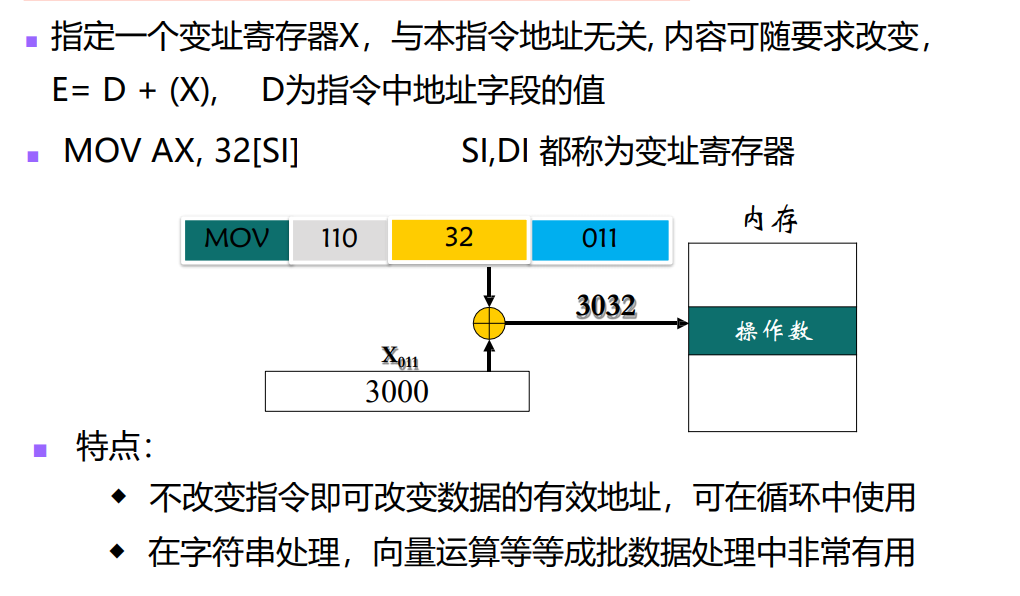 指定一个变址寄存器X，与本指令地址无关, 内容可随要求改变，
E= D + (X), D为指令中地址字段的值
MOV AX, 32[SI] SI,DI 都称为变址寄存器
内存
MOV 110 32 011
3032
操作数
X011
3000
特点：
不改变指令即可改变数据的有效地址，可在循环中使用
在字符串处理，向量运算等等成批数据处理中非常有用